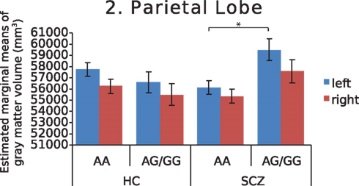 2. Parietal Lobe
Estimated marginal means of
gray matter volume (mm³)
61000
60000
59000
58000
57000
56000
55000
54000
53000
52000
51000
*
left
right
AA
AG/GG
AA
AG/GG
HC
SCZ